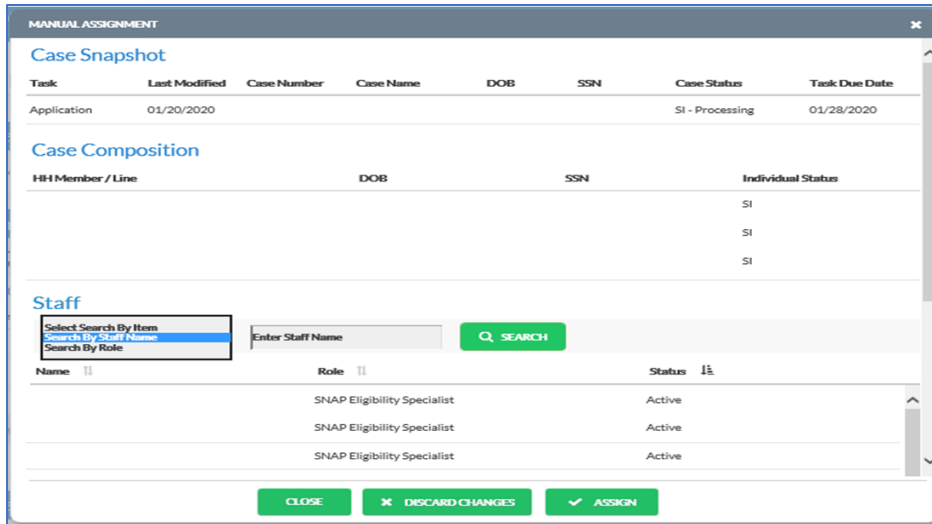 MANUAL ASSIGNMENT
Case Snapshot
Task Last Modified Case Number Case Name DOB SSN Case Status Task Due Date
Application 01/20/2020 SI - Processing 01/28/2020
Case Composition
HH Member / Line DOB SSN Individual Status
SI
SI
SI
Staff
Select Search By Item
Search By Staff Name
Search By Role
Enter Staff Name
SEARCH
Name Role Status
SNAP Eligibility Specialist Active
SNAP Eligibility Specialist Active
SNAP Eligibility Specialist Active
CLOSE DISCARD CHANGES ASSIGN